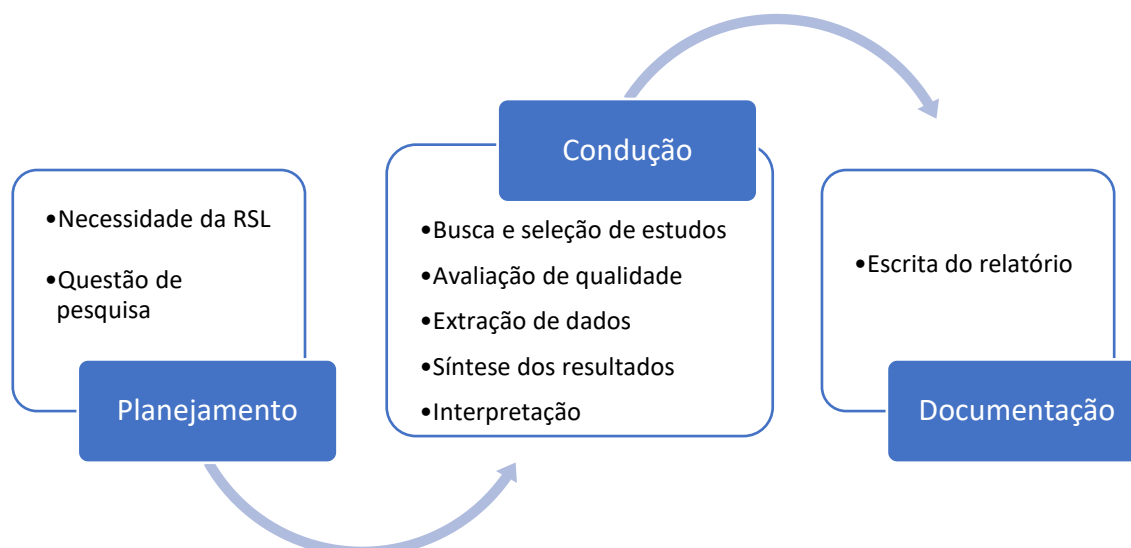 •Necessidade da RSL
•Questão de
pesquisa
Planejamento
Condução
•Busca e seleção de estudos
•Avaliação de qualidade
•Extração de dados
•Síntese dos resultados
•Interpretação
•Escrita do relatório
Documentação